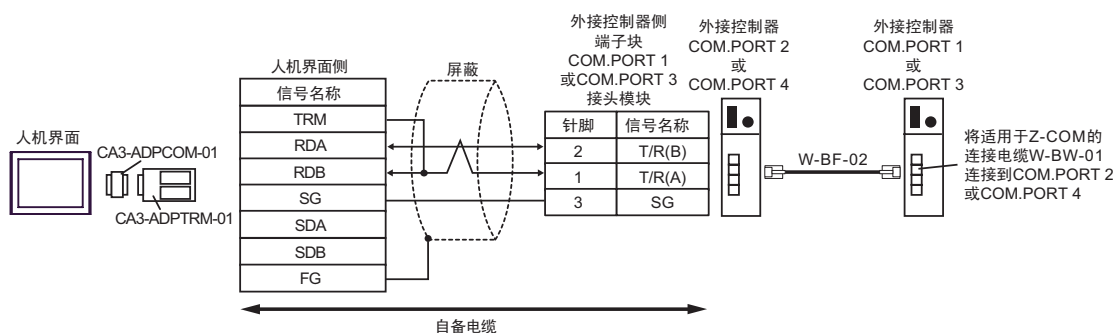 人机界面
CA3-ADPCOM-01
CA3-ADPTRM-01
人机界面侧
信号名称
TRM
RDA
RDB
SG
SDA
SDB
FG
屏蔽
外接控制器侧
端子块
COM.PORT 1
或COM.PORT 3
接头模块
针脚 信号名称
2 T/R(B)
1 T/R(A)
3 SG
自备电缆
外接控制器
COM.PORT 2
或
COM.PORT 4
W-BF-02
外接控制器
COM.PORT 1
或
COM.PORT 3
将适用于Z-COM的
连接电缆W-BW-01
连接到COM.PORT 2
或COM.PORT 4